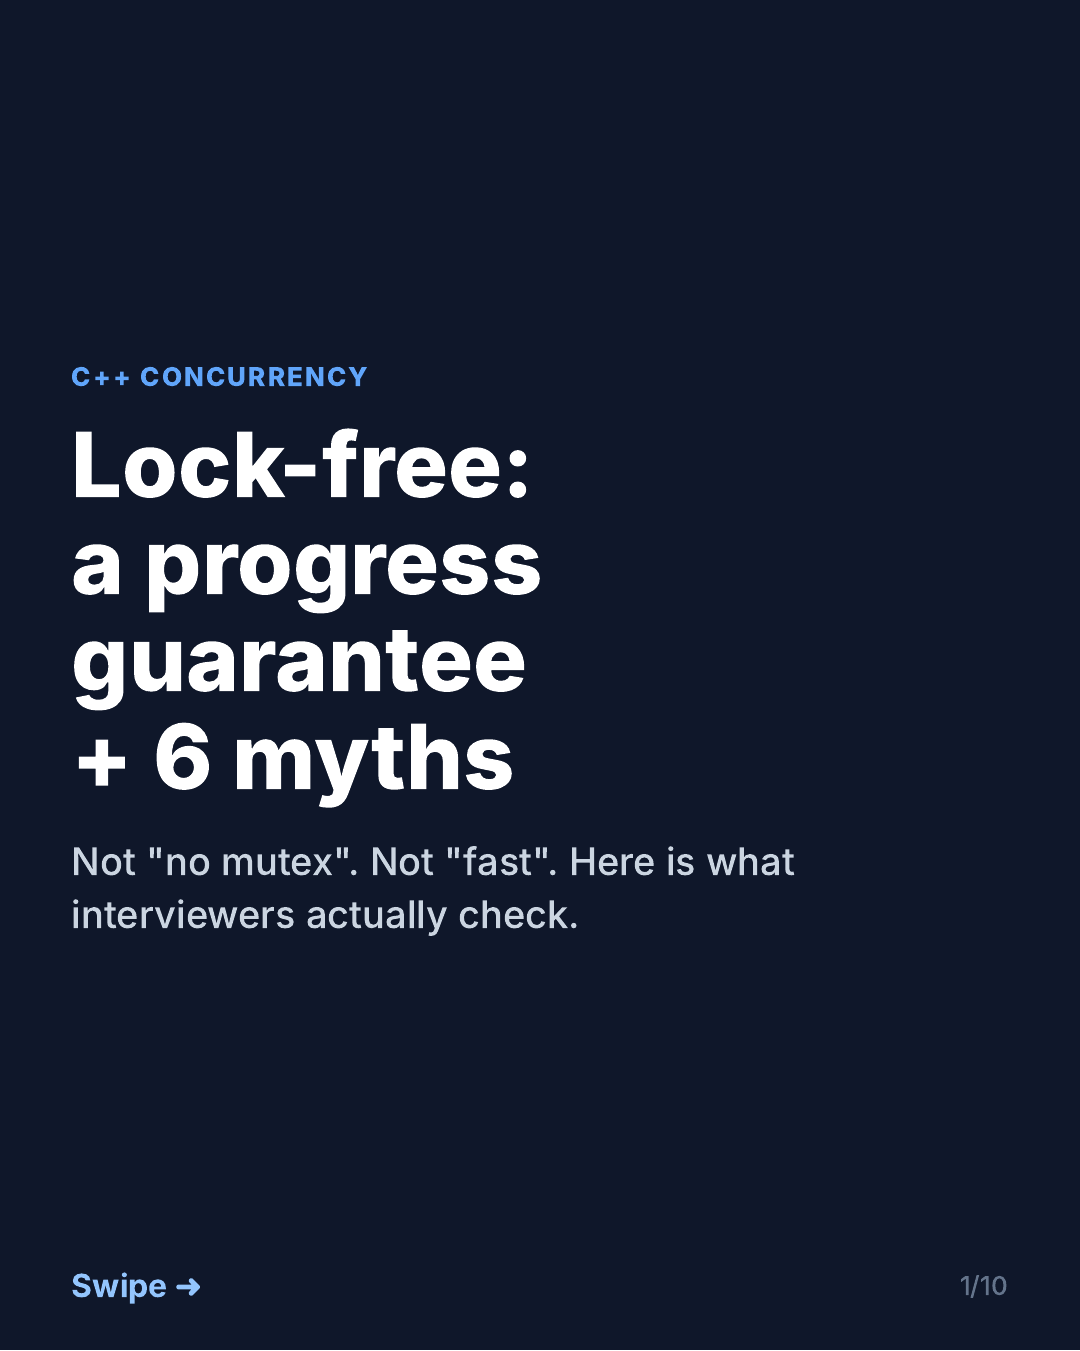 C++ CONCURRENCY
Lock-free:
a progress
guarantee
+ 6 myths
Not "no mutex". Not "fast". Here is what
interviewers actually check.
Swipe ➜
1/10